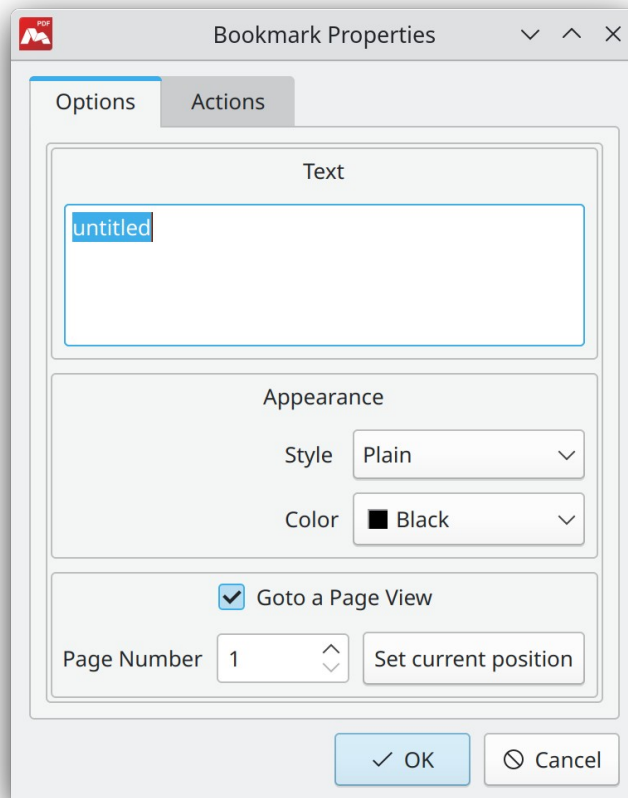 PDF
Bookmark Properties
Options Actions
Text
untitled
Appearance
Style Plain
Color Black
Goto a Page View
Page Number 1 Set current position
OK Cancel